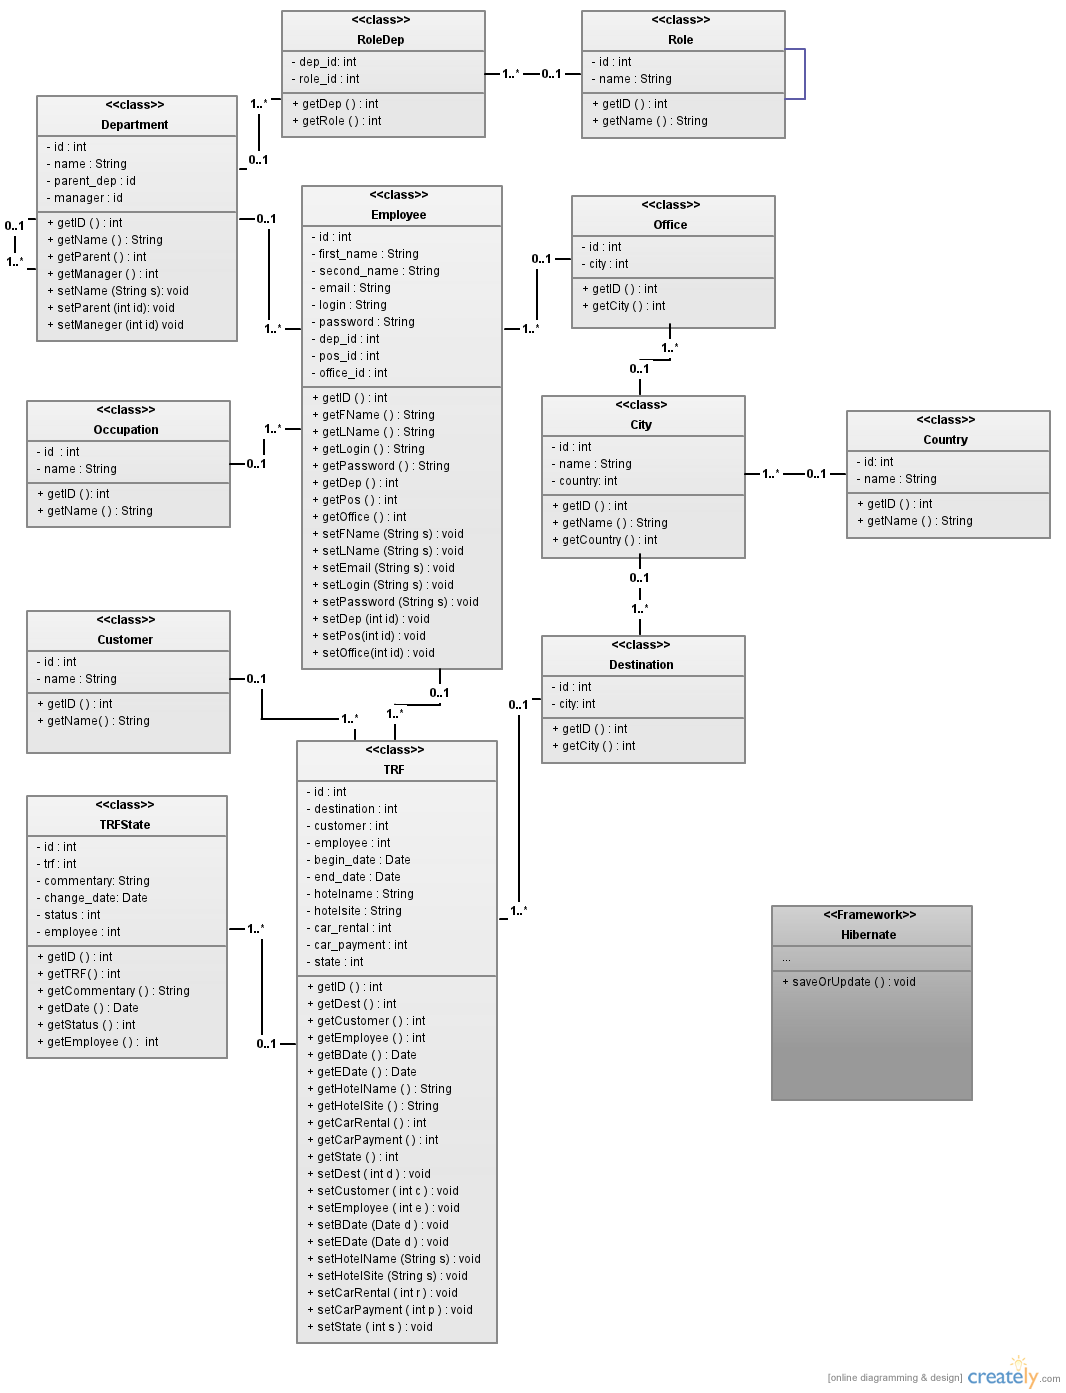 <<class>>
RoleDep
- dep_id: int
- role_id : int
+ getDep ( ) : int
+ getRole ( ) : int
1..*
0..1
<<class>>
Role
- id : int
- name : String
+ getID ( ) : int
+ getName ( ) : String
<<class>>
Department
- id : int
- name : String
- parent_dep : id
- manager : id
+ getID ( ) : int
+ getName ( ) : String
+ getParent ( ) : int
+ getManager ( ) : int
+ setName (String s): void
+ setParent (int id): void
+ setManeger (int id) void
1..*
0..1
0..1
1..*
0..1
1..*
<<class>>
Employee
- id : int
- first_name : String
- second_name : String
- email : String
- login : String
- password : String
- dep_id : int
- pos_id : int
- office_id : int
+ getID ( ) : int
+ getFName ( ) : String
+ getLName ( ) : String
+ getLogin ( ) : String
+ getPassword ( ) : String
+ getDep ( ) : int
+ getPos ( ) : int
+ getOffice ( ) : int
+ setFName (String s) : void
+ setLName (String s) : void
+ setEmail (String s) : void
+ setLogin (String s) : void
+ setPassword (String s) : void
+ setDep (int id) : void
+ setPos(int id) : void
+ setOffice(int id) : void
0..1
1..*
<<class>>
Office
- id : int
- city : int
+ getID ( ) : int
+ getCity ( ) : int
1..*
0..1
<<class>
City
- id : int
- name : String
- country: int
+ getID ( ) : int
+ getName ( ) : String
+ getCountry ( ) : int
1..*
0..1
<<class>>
Country
- id: int
- name : String
+ getID ( ) : int
+ getName ( ) : String
<<class>>
Occupation
- id : int
- name : String
+ getID ( ): int
+ getName ( ) : String
1..*
0..1
0..1
1..*
<<class>>
Destination
- id : int
- city: int
+ getID ( ) : int
+ getCity ( ) : int
<<class>>
Customer
- id : int
- name : String
+ getID ( ) : int
+ getName( ) : String
0..1
1..*
0..1
1..*
0..1
1..*
<<class>>
TRF
- id : int
- destination : int
- customer : int
- employee : int
- begin_date : Date
- end_date : Date
- hotelname : String
- hotelsite : String
- car_rental : int
- car_payment : int
- state : int
+ getID ( ) : int
+ getDest ( ) : int
+ getCustomer ( ) : int
+ getEmployee ( ) : int
+ getBDate ( ) : Date
+ getEDate ( ) : Date
+ getHotelName ( ) : String
+ getHotelSite ( ) : String
+ getCarRental ( ) : int
+ getCarPayment ( ) : int
+ getState ( ) : int
+ setDest ( int d ) : void
+ setCustomer ( int c ) : void
+ setEmployee ( int e ) : void
+ setBDate (Date d ) : void
+ setEDate (Date d ) : void
+ setHotelName (String s) : void
+ setHotelSite (String s) : void
+ setCarRental ( int r ) : void
+ setCarPayment ( int p ) : void
+ setState ( int s ) : void
<<class>>
TRFState
- id : int
- trf : int
- commentary: String
- change_date: Date
- status : int
- employee : int
+ getID ( ) : int
+ getTRF( ) : int
+ getCommentary ( ) : String
+ getDate ( ) : Date
+ getStatus ( ) : int
+ getEmployee ( ) : int
1..*
0..1
<<Framework>>
Hibernate
...
+ saveOrUpdate ( ) : void
[online diagramming & design] creately.com